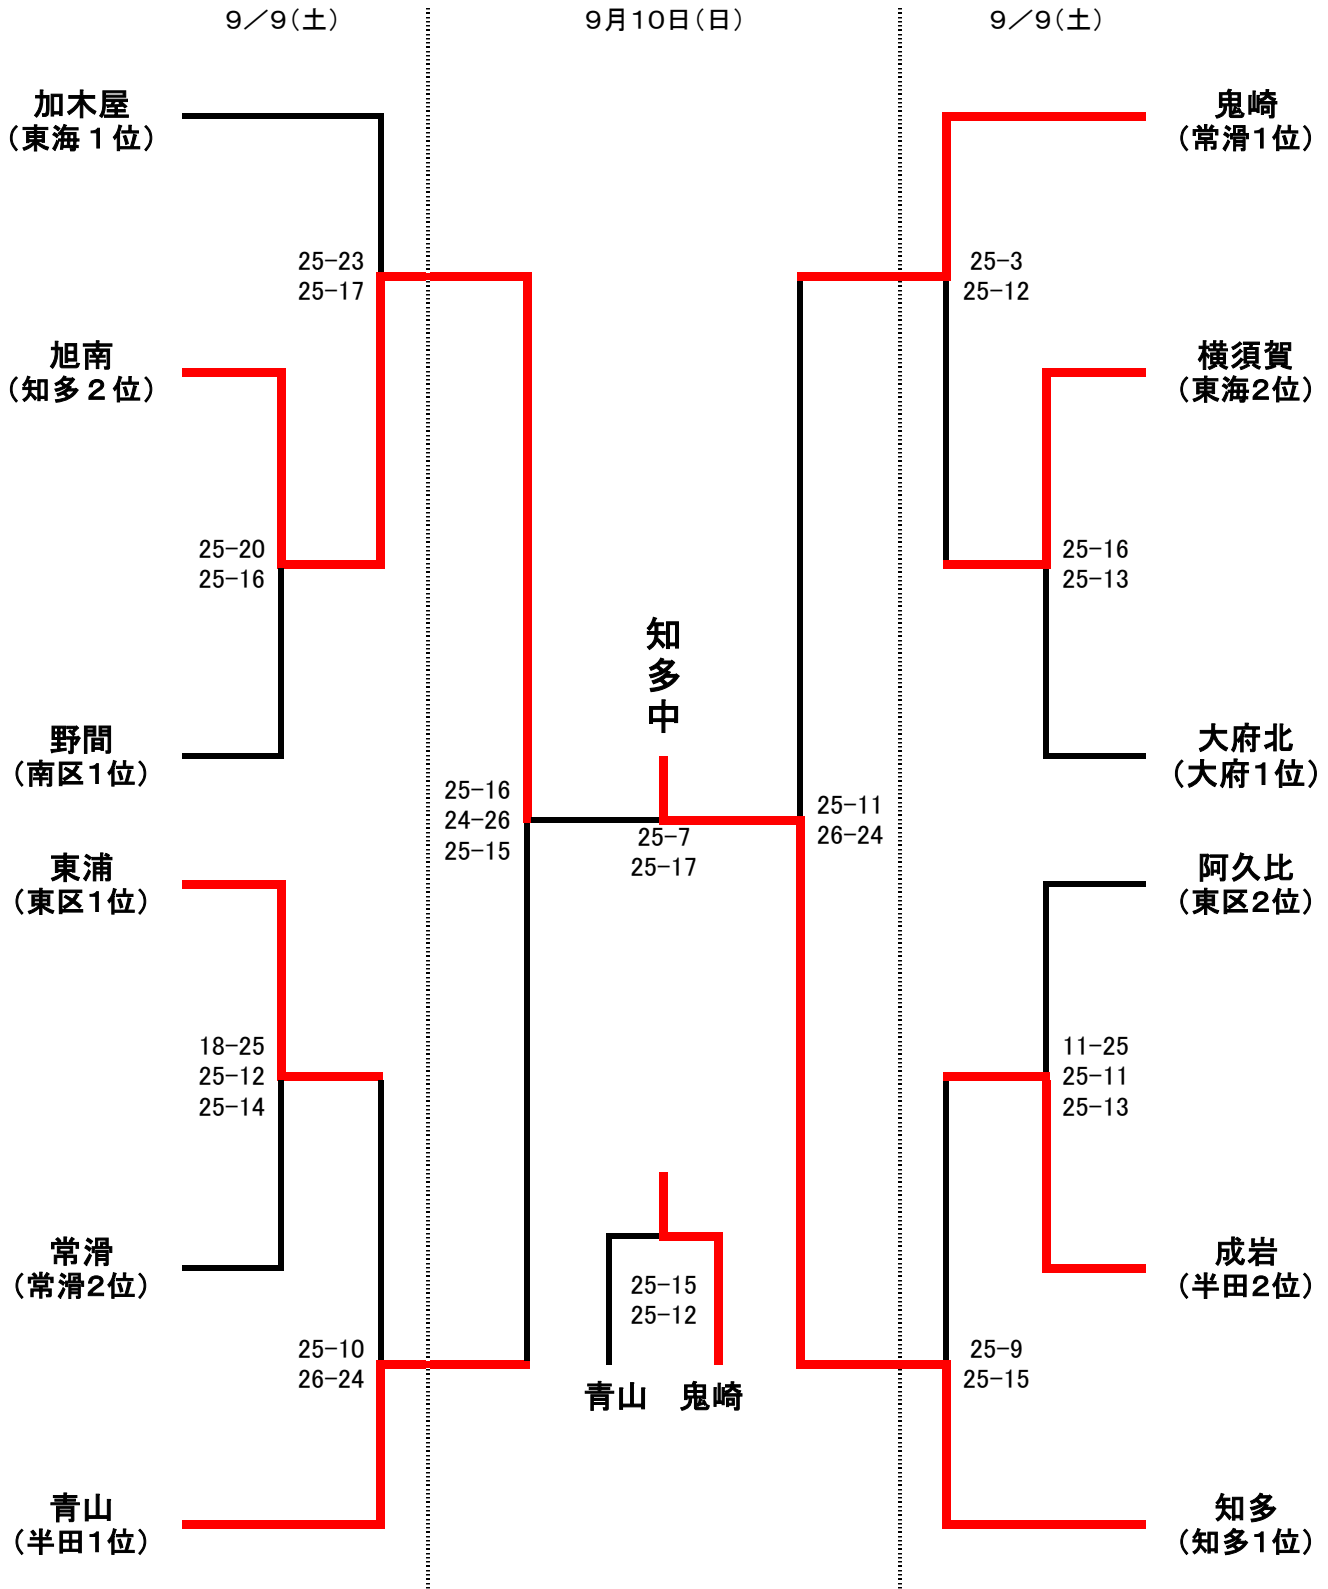 ９／９（土）
９月１０日（日）
９／９（土）
加木屋
（東海１位）
鬼崎
（常滑１位）
25-23
25-17
25-3
25-12
旭南
（知多２位）
横須賀
（東海２位）
25-20
25-16
25-16
25-13
知多中
野間
（南区１位）
大府北
（大府１位）
25-16
24-26
25-15
25-7
25-17
25-11
26-24
東浦
（東区１位）
阿久比
（東区２位）
18-25
25-12
25-14
11-25
25-11
25-13
常滑
（常滑２位）
成岩
（半田２位）
25-15
25-12
25-10
26-24
25-9
25-15
青山　鬼崎
青山
（半田１位）
知多
（知多１位）